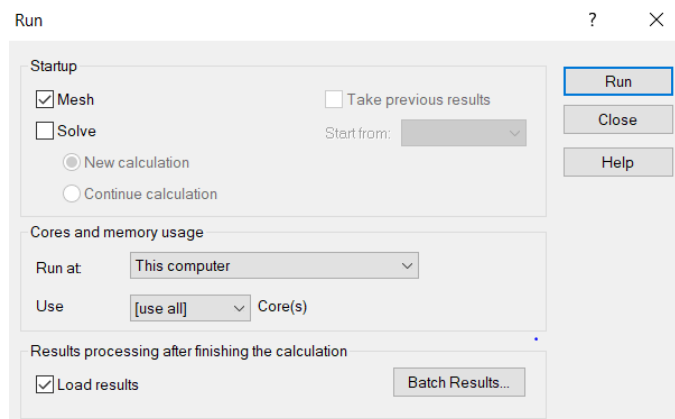 Run ?
Startup
Run
Mesh Take previous results
Close
Solve Start from:
Help
New calculation
Continue calculation
Cores and memory usage
Run at: This computer
Use [use all] Core(s)
Results processing after finishing the calculation
Load results Batch Results...